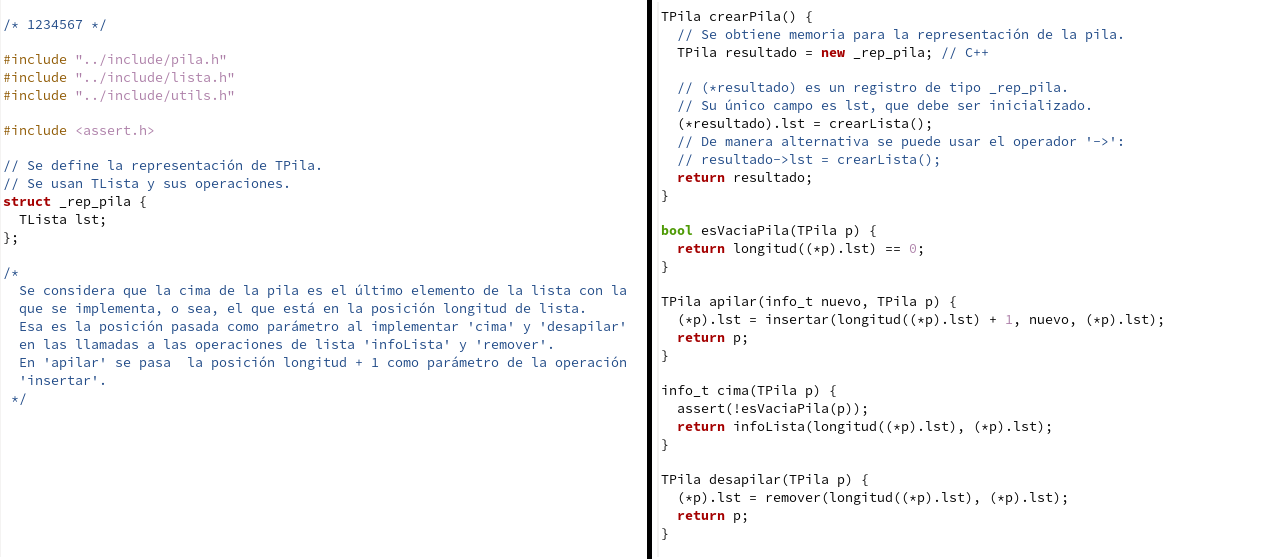 /* 1234567 */
#include "../include/pila.h"
#include "../include/lista.h"
#include "../include/utils.h"
#include <assert.h>
// Se define la representación de TPila.
// Se usan TLista y sus operaciones.
struct _rep_pila {
  TLista lst;
};
/*
  Se considera que la cima de la pila es el último elemento de la lista con la
  que se implementa, o sea, el que está en la posición longitud de lista.
  Esa es la posición pasada como parámetro al implementar 'cima' y 'desapilar'
  en las llamadas a las operaciones de lista 'infoLista' y 'remover'.
  En 'apilar' se pasa  la posición longitud + 1 como parámetro de la operación
  'insertar'.
 */
TPila crearPila() {
  // Se obtiene memoria para la representación de la pila.
  TPila resultado = new _rep_pila; // C++
  // (*resultado) es un registro de tipo _rep_pila.
  // Su único campo es lst, que debe ser inicializado.
  (*resultado).lst = crearLista();
  // De manera alternativa se puede usar el operador '->':
  // resultado->lst = crearLista();
  return resultado;
}
bool esVaciaPila(TPila p) {
  return longitud((*p).lst) == 0;
}
TPila apilar(info_t nuevo, TPila p) {
  (*p).lst = insertar(longitud((*p).lst) + 1, nuevo, (*p).lst);
  return p;
}
info_t cima(TPila p) {
  assert(!esVaciaPila(p));
  return infoLista(longitud((*p).lst), (*p).lst);
}
TPila desapilar(TPila p) {
  (*p).lst = remover(longitud((*p).lst), (*p).lst);
  return p;
}